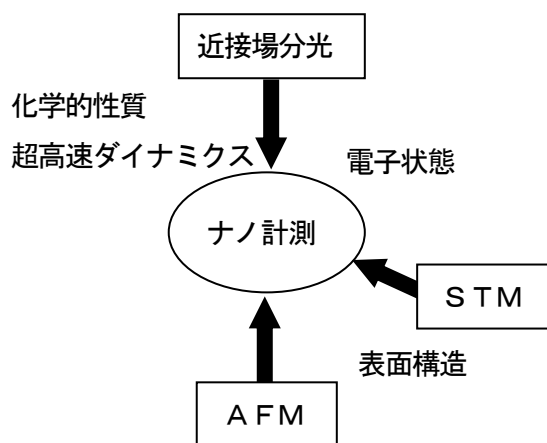 近接場分光
化学的性質
超高速ダイナミクス
電子状態
ナノ計測
ＳＴＭ
表面構造
ＡＦＭ